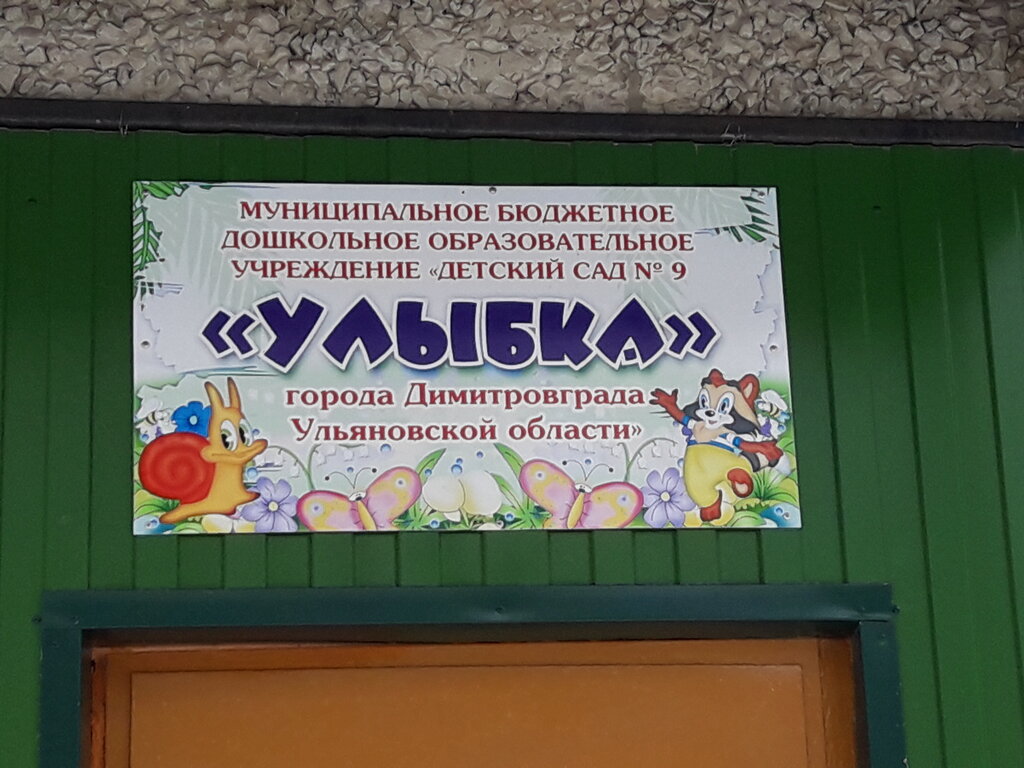 МУНИЦИПАЛЬНОЕ БЮДЖЕТНОЕ
ДОШКОЛЬНОЕ ОБРАЗОВАТЕЛЬНОЕ
УЧРЕЖДЕНИЕ «ДЕТСКИЙ САД № 9
«УЛЫБКА»
города Димитровграда
Ульяновской области»